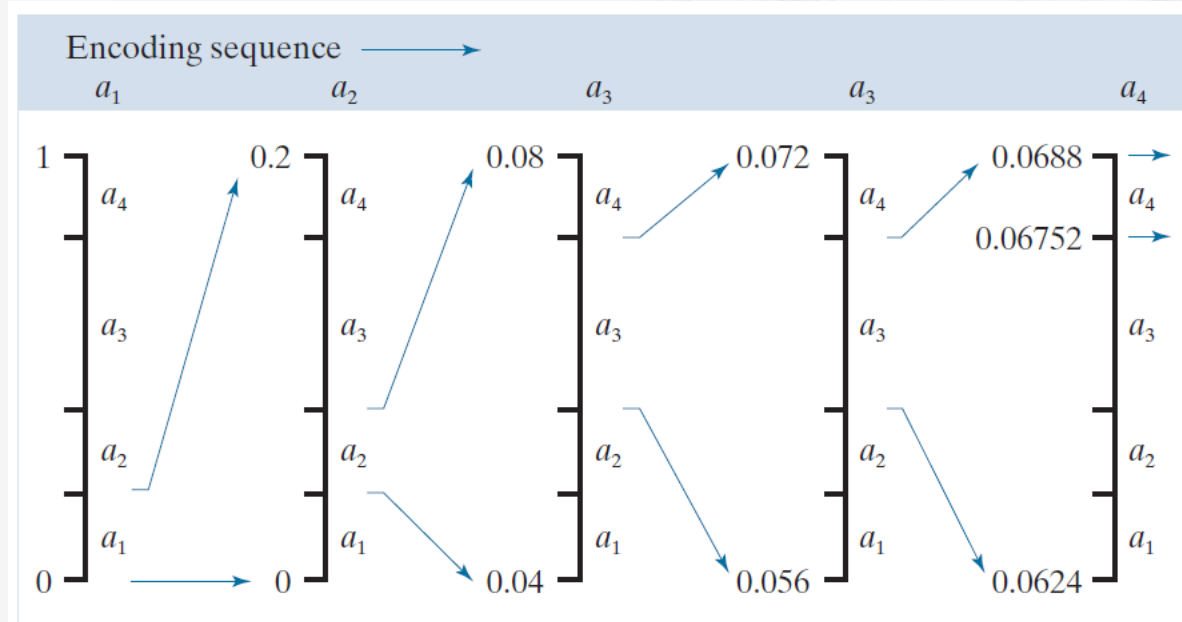 Encoding sequence
a₁ a₂ a₃ a₃ a₄
1 0.2 0.08 0.072 0.0688
a₄ a₄ a₄ a₄ a₄
0.06752
a₃ a₃ a₃ a₃ a₃
a₂ a₂ a₂ a₂ a₂
a₁ a₁ a₁ a₁ a₁
0 0 0.04 0.056 0.0624